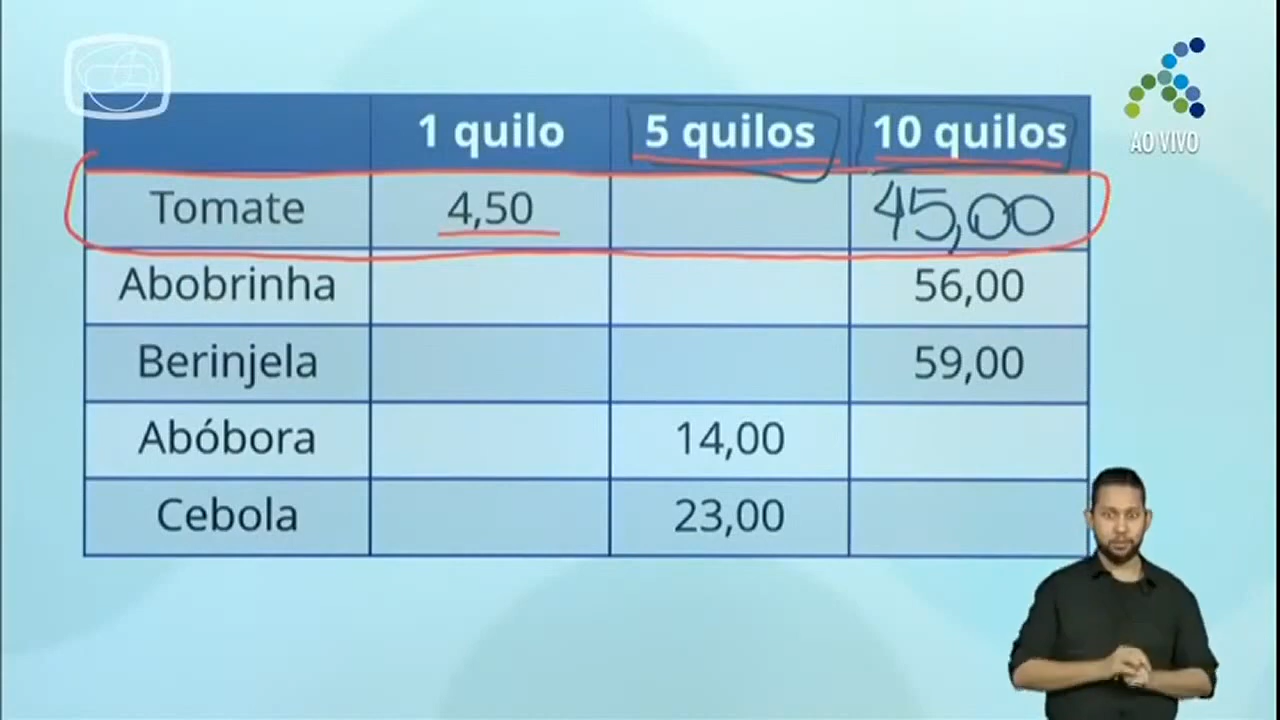 1 quilo 5 quilos 10 quilos
Tomate 4,50 45,00
Abobrinha 56,00
Berinjela 59,00
Abóbora 14,00
Cebola 23,00
AO VIVO